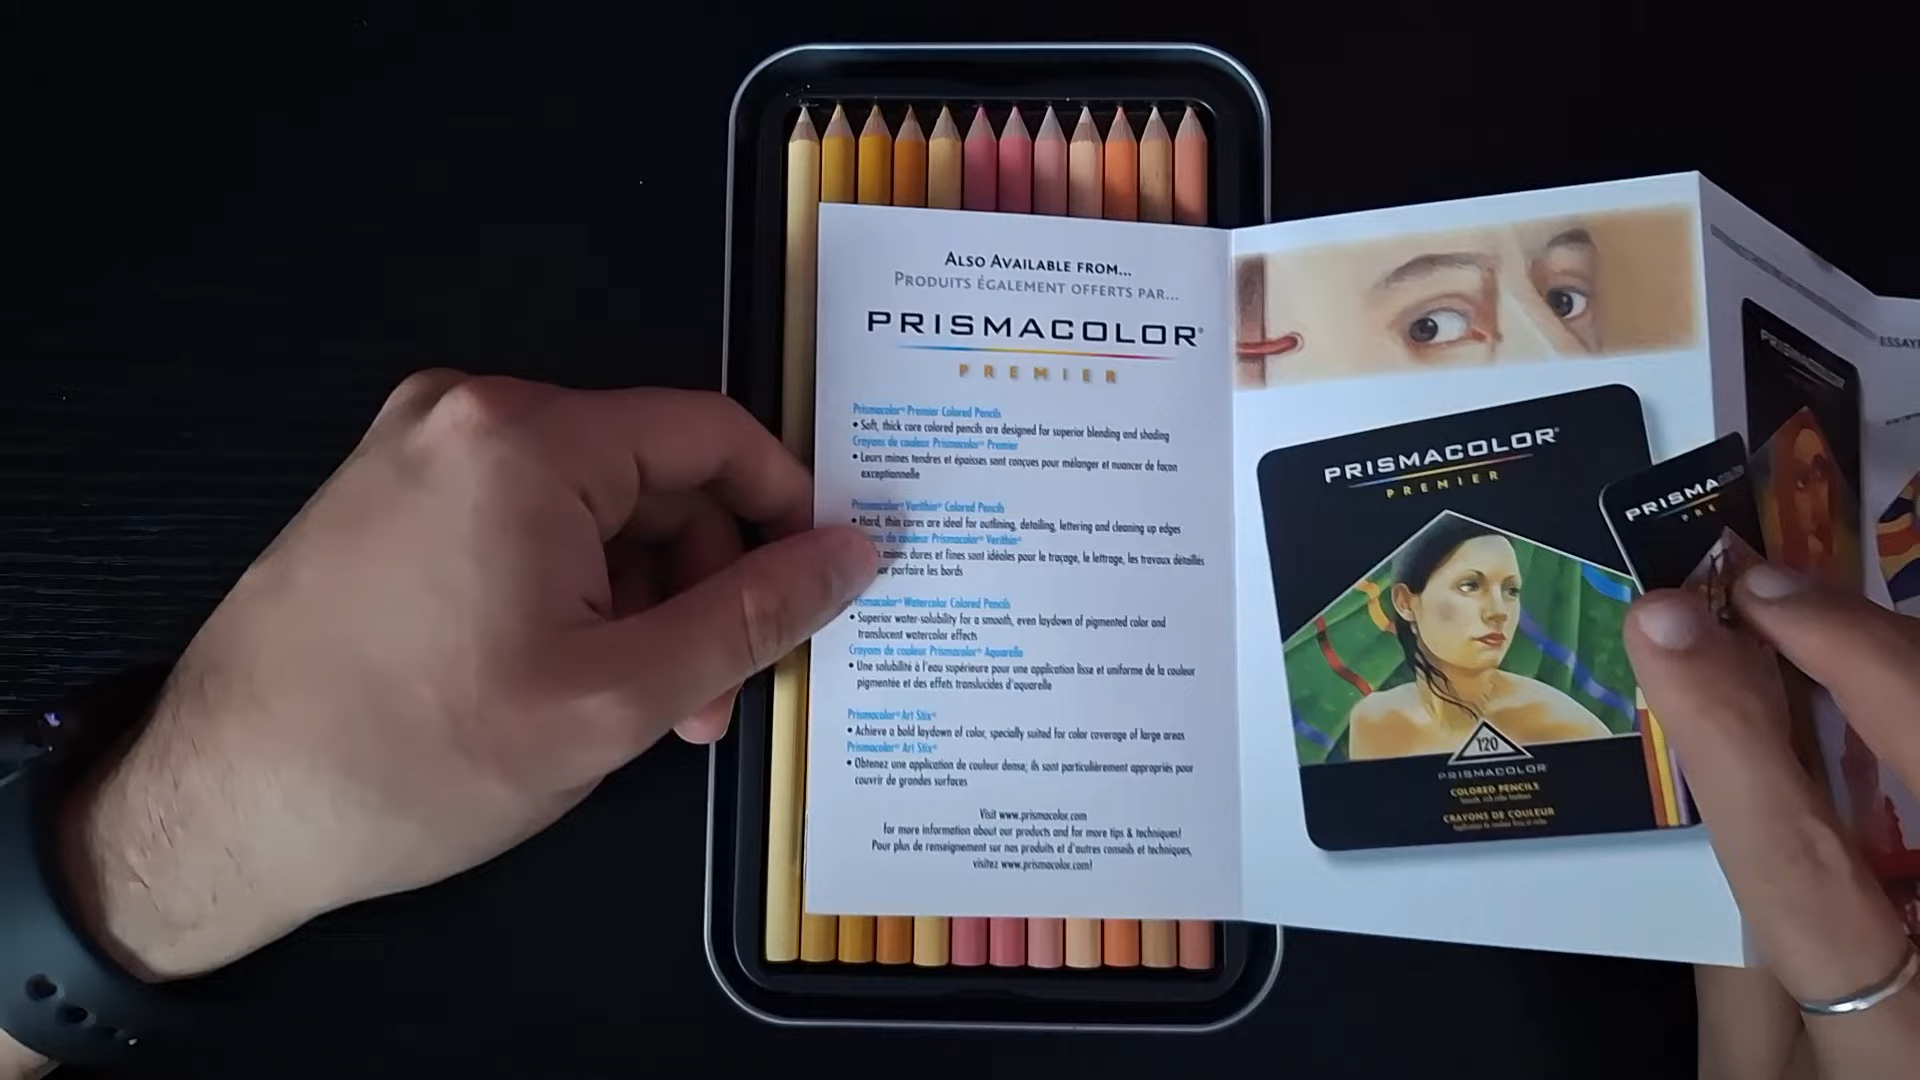 ALSO AVAILABLE FROM...
PRODUITS ÉGALEMENT OFFERTS PAR...
PRISMACOLOR®
PREMIER
Prismacolor® Premier Colored Pencils
• Soft, thick core colored pencils are designed for superior blending and shading
Crayons de couleur Prismacolor® Premier
• Leurs mines tendres et épaisses sont conçues pour mélanger et nuancer de façon
exceptionnelle
Prismacolor® Verithin® Colored Pencils
• Hard, thin cores are ideal for outlining, detailing, lettering and cleaning up edges
de couleur Prismacolor® Verithin®
mines dures et fines sont idéales pour le traçage, le lettrage, les travaux détaillés
parfaire les bords
Prismacolor® Watercolor Colored Pencils
• Superior water-solubility for a smooth, even laydown of pigmented color and
translucent watercolor effects
Crayons de couleur Prismacolor® Aquarelle
• Une solubilité à l'eau supérieure pour une application lisse et uniforme de la couleur
pigmentée et des effets translucides d'aquarelle
Prismacolor® Art Stix®
• Achieve a bold laydown of color, specially suited for color coverage of large areas
Prismacolor® Art Stix®
• Obtenez une application de couleur dense; ils sont particulièrement appropriés pour
couvrir de grandes surfaces
Visit www.prismacolor.com
for more information about our products and for more tips & techniques!
Pour plus de renseignement sur nos produits et d'autres conseils et techniques,
visitez www.prismacolor.com!
PRISMACOLOR®
PREMIER
120
PRISMACOLOR
COLORED PENCILS
CRAYONS DE COULEUR
PRISMA
PRE